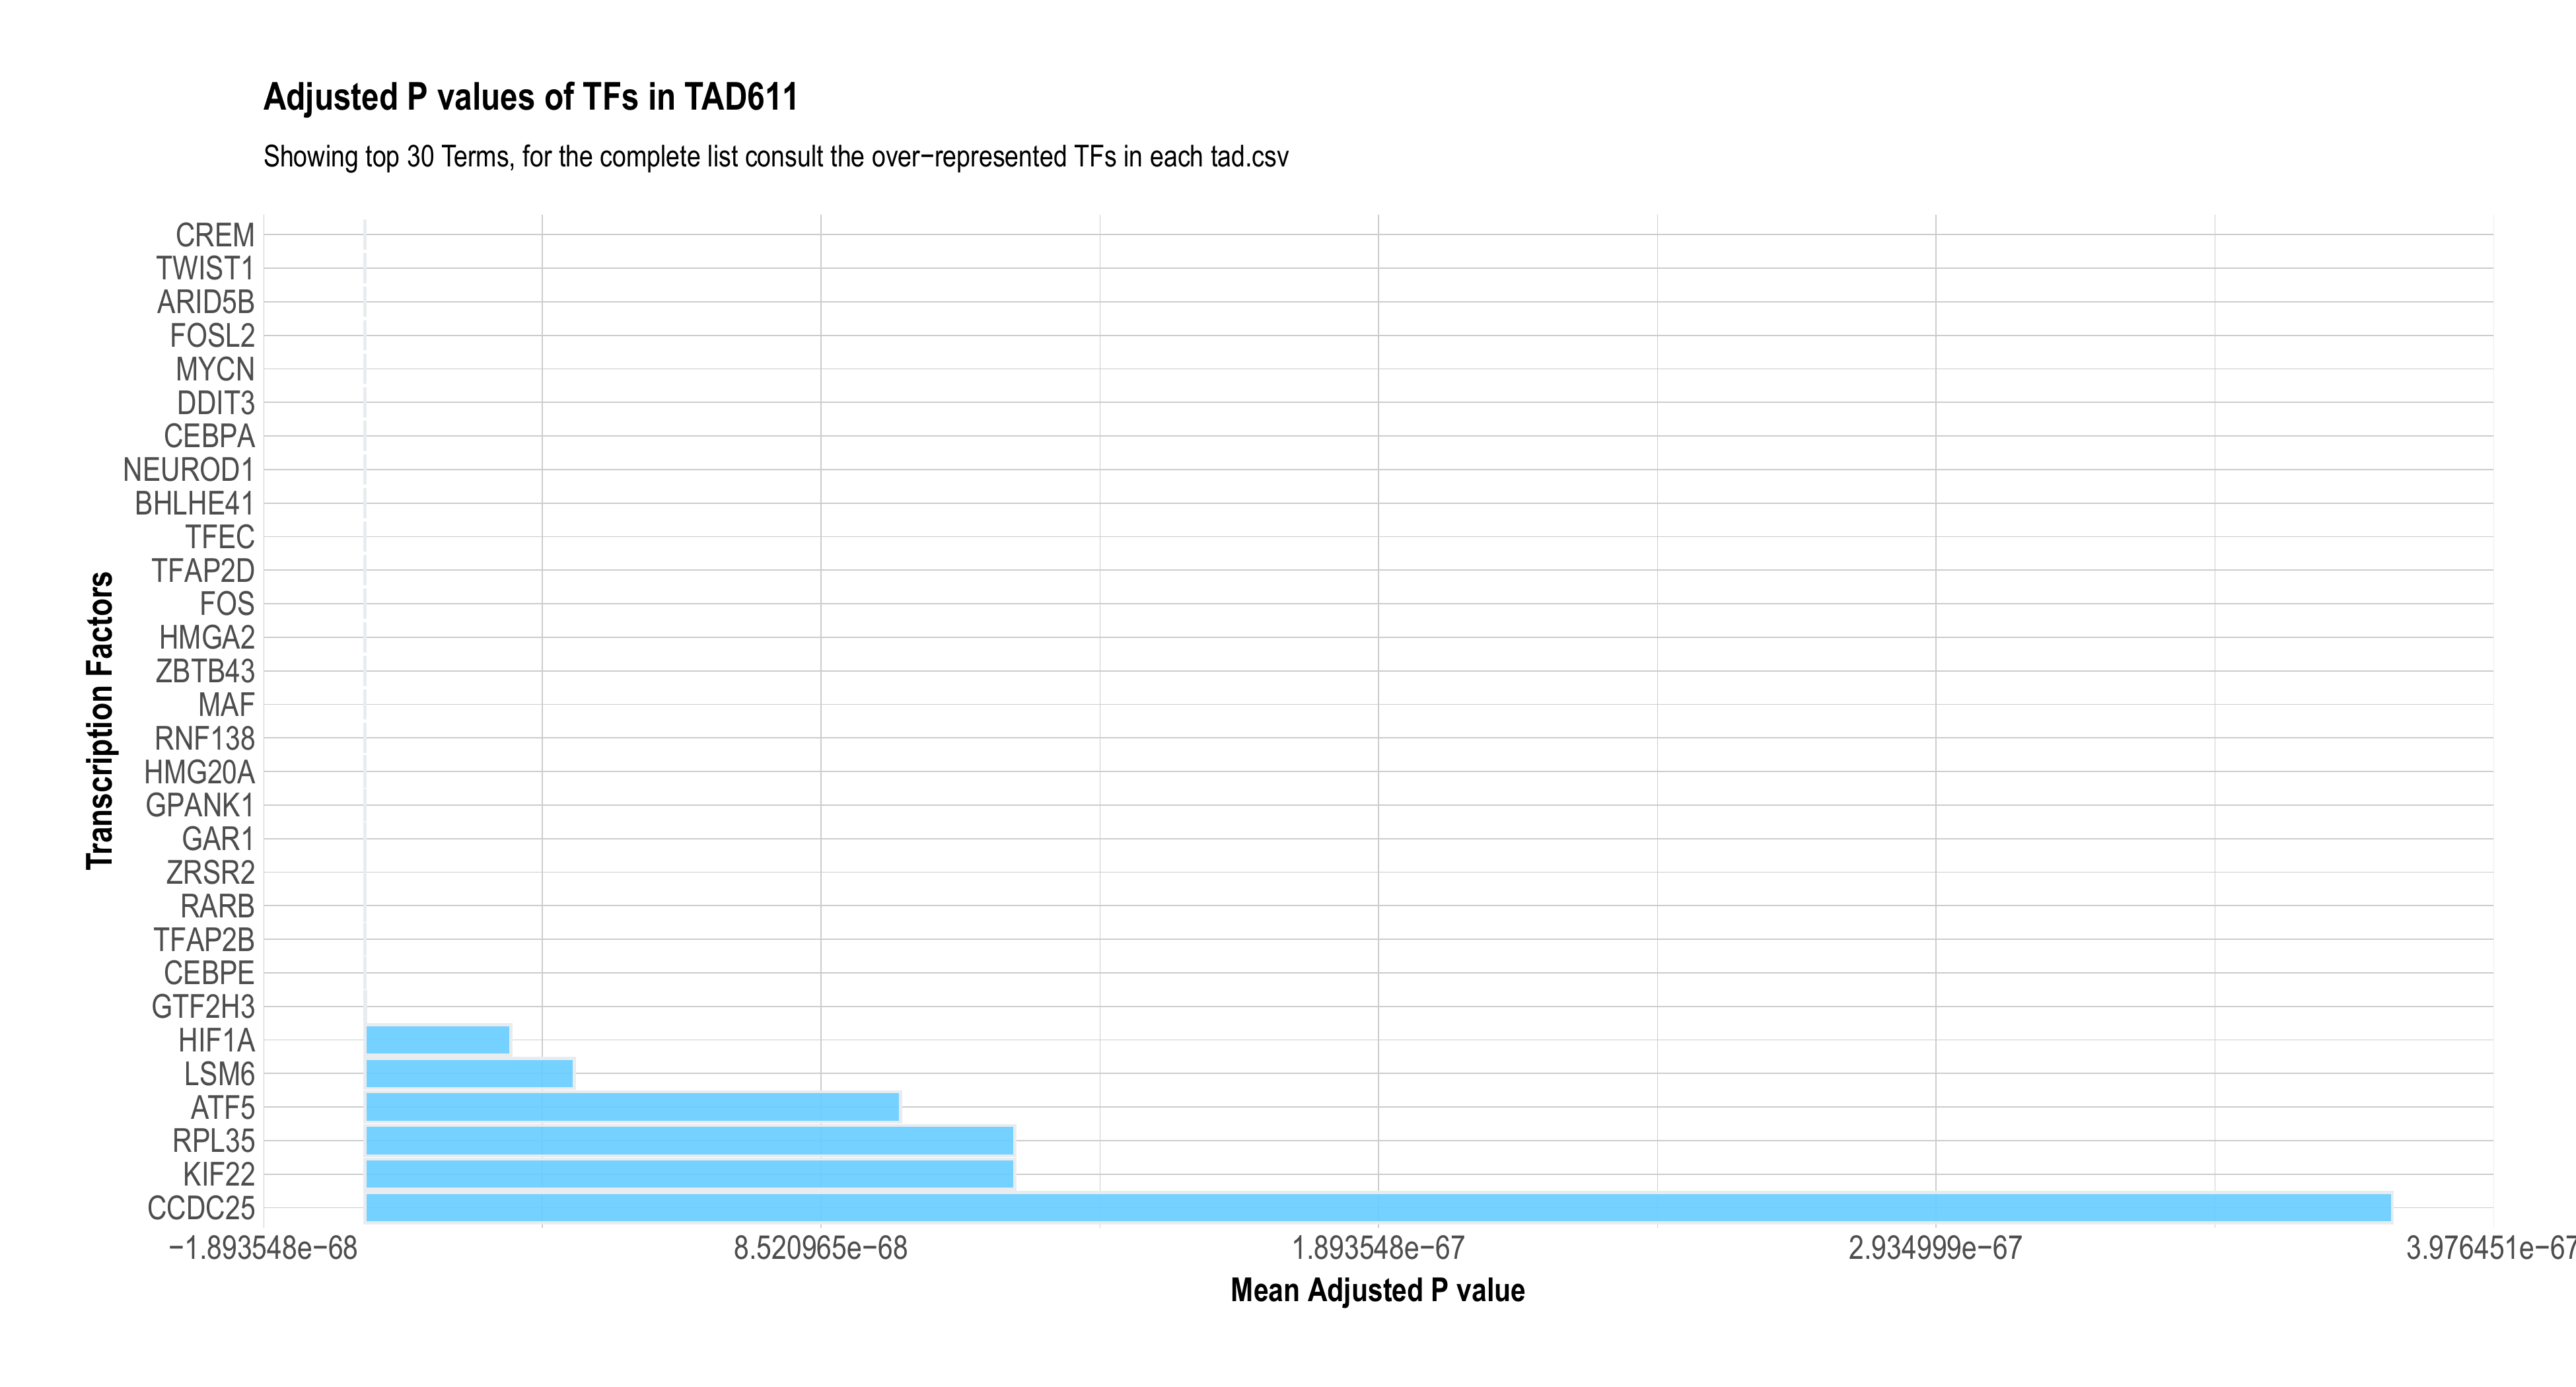 Adjusted P values of TFs in TAD611
Showing top 30 Terms, for the complete list consult the over−represented TFs in each tad.csv
Transcription Factors
CREM
TWIST1
ARID5B
FOSL2
MYCN
DDIT3
CEBPA
NEUROD1
BHLHE41
TFEC
TFAP2D
FOS
HMGA2
ZBTB43
MAF
RNF138
HMG20A
GPANK1
GAR1
ZRSR2
RARB
TFAP2B
CEBPE
GTF2H3
HIF1A
LSM6
ATF5
RPL35
KIF22
CCDC25
−1.893548e−68 8.520965e−68 1.893548e−67 2.934999e−67 3.976451e−67
Mean Adjusted P value